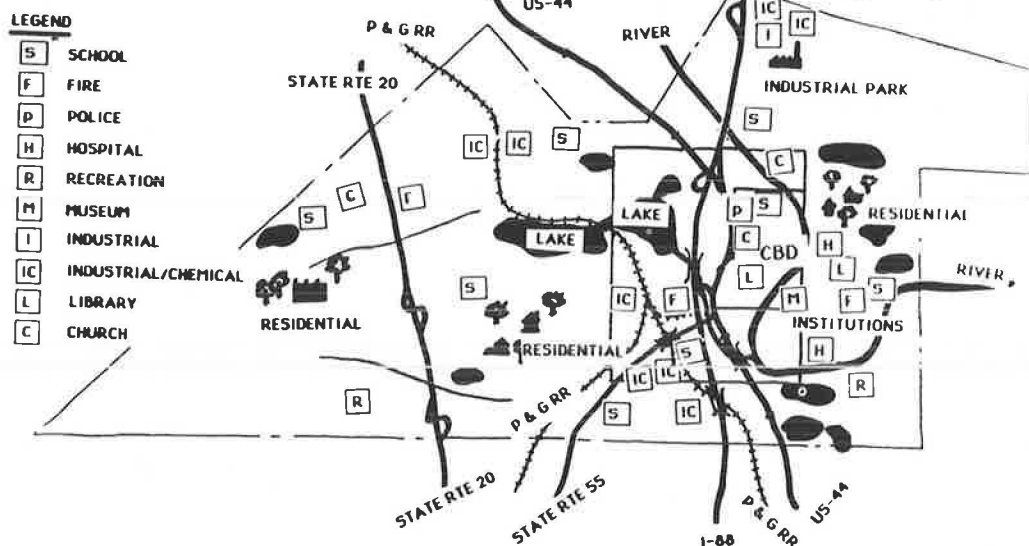 LEGEND
S SCHOOL
F FIRE
P POLICE
H HOSPITAL
R RECREATION
M MUSEUM
I INDUSTRIAL
IC INDUSTRIAL/CHEMICAL
L LIBRARY
C CHURCH
US-44
P & G RR
RIVER
IC
IC
I
STATE RTE 20
INDUSTRIAL PARK
S
IC
IC
S
C
S
C
F
LAKE
P
S
RESIDENTIAL
LAKE
C
CBD
H
L
L
RIVER
S
IC
F
M
F
S
RESIDENTIAL
INSTITUTIONS
RESIDENTIAL
S
H
IC
IC
R
R
P & G RR
S
IC
STATE RTE 20
STATE RTE 55
I-88
P & G RR
US-44